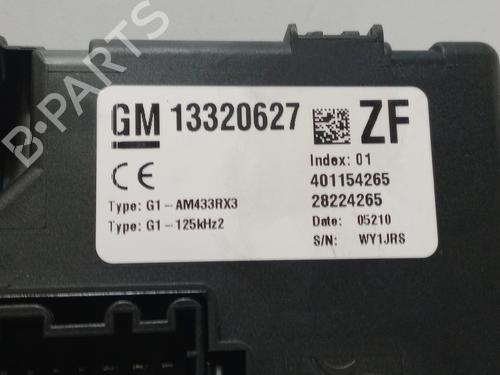 GM 13320627 ZF
Index: 01
CE 401154265
Type: G1-AM433RX3 28224265
Type: G1-125kHz2 Date: 05210
S/N: WY1JRS
B-PARTS